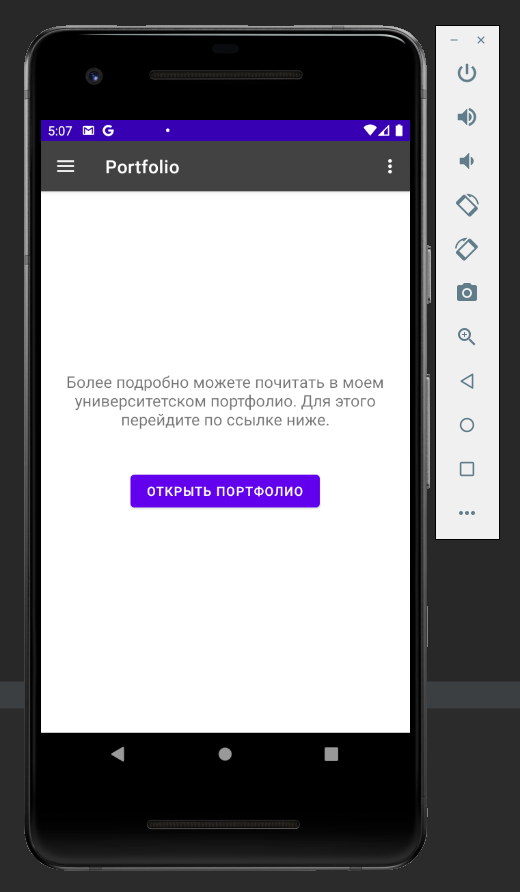 5:07
Portfolio
Более подробно можете почитать в моем
университетском портфолио. Для этого
перейдите по ссылке ниже.
ОТКРЫТЬ ПОРТФОЛИО